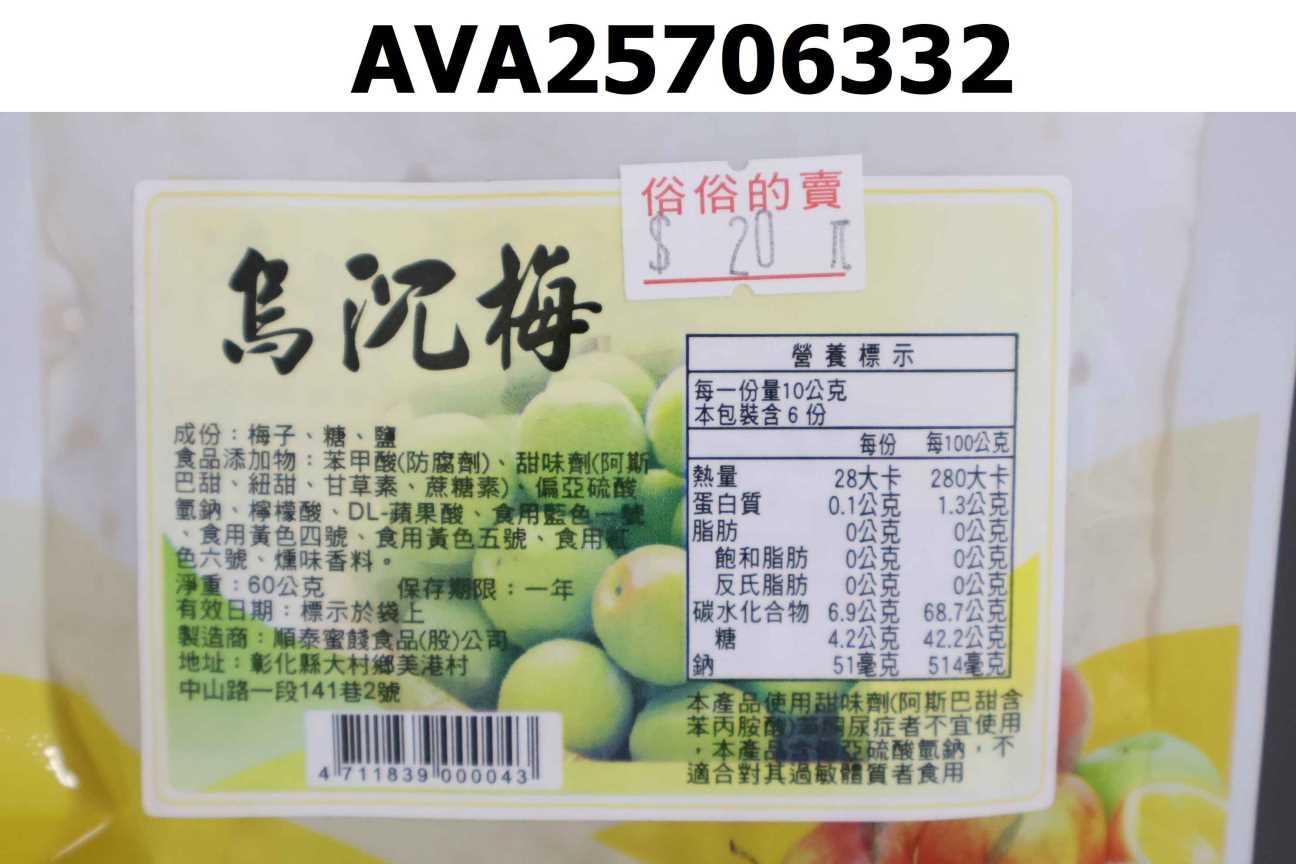 AVA25706332
俗俗的賣
$ 20 元
烏沉梅
成份：梅子、糖、鹽
食品添加物：苯甲酸(防腐劑)、甜味劑(阿斯
巴甜、紐甜、甘草素、蔗糖素)、偏亞硫酸
氫鈉、檸檬酸、DL-蘋果酸、食用藍色一號
、食用黃色四號、食用黃色五號、食用紅
色六號、燻味香料。
淨重：60公克 保存期限：一年
有效日期：標示於袋上
製造商：順泰蜜餞食品(股)公司
地址：彰化縣大村鄉美港村
中山路一段141巷2號
4 711839 000043
營養標示
每一份量10公克
本包裝含 6 份
每份 每100公克
熱量 28大卡 280大卡
蛋白質 0.1公克 1.3公克
脂肪 0公克 0公克
飽和脂肪 0公克 0公克
反式脂肪 0公克 0公克
碳水化合物 6.9公克 68.7公克
糖 4.2公克 42.2公克
鈉 51毫克 514毫克
本產品使用甜味劑(阿斯巴甜含
苯丙胺酸)苯酮尿症者不宜使用
，本產品含偏亞硫酸氫鈉，不
適合對其過敏體質者食用